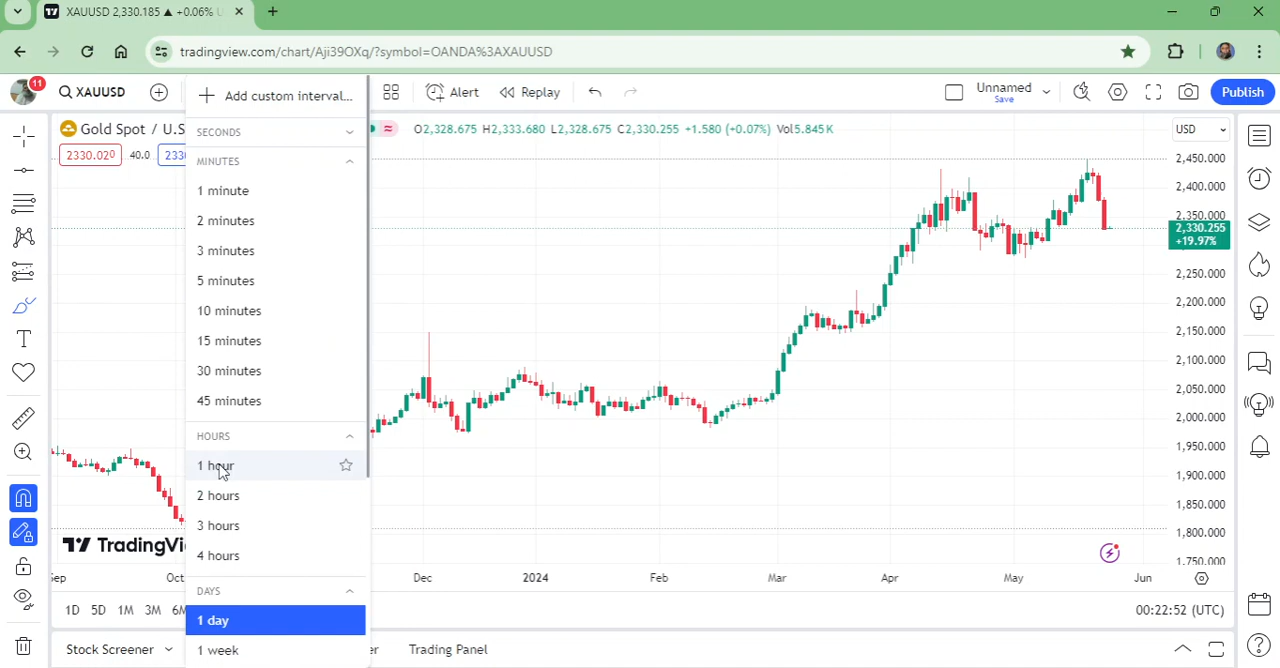 XAUUSD 2,330.185 ▲ +0.06%
tradingview.com/chart/Aji39OXq/?symbol=OANDA%3AXAUUSD
11
XAUUSD
Add custom interval...
Alert
Replay
Unnamed
Save
Publish
Gold Spot / U.S
O2,328.675 H2,333.680 L2,328.675 C2,330.255 +1.580 (+0.07%) Vol5.845K
USD
2330.020
40.0
SECONDS
MINUTES
1 minute
2 minutes
3 minutes
5 minutes
10 minutes
15 minutes
30 minutes
45 minutes
HOURS
1 hour
2 hours
3 hours
4 hours
DAYS
1 day
1 week
2,450.000
2,400.000
2,350.000
2,330.255
+19.97%
2,250.000
2,200.000
2,150.000
2,100.000
2,050.000
2,000.000
1,950.000
1,900.000
1,850.000
1,800.000
1,750.000
TradingVi
Oct
Dec
2024
Feb
Mar
Apr
May
Jun
1D 5D 1M 3M 6M
00:22:52 (UTC)
Stock Screener
er
Trading Panel